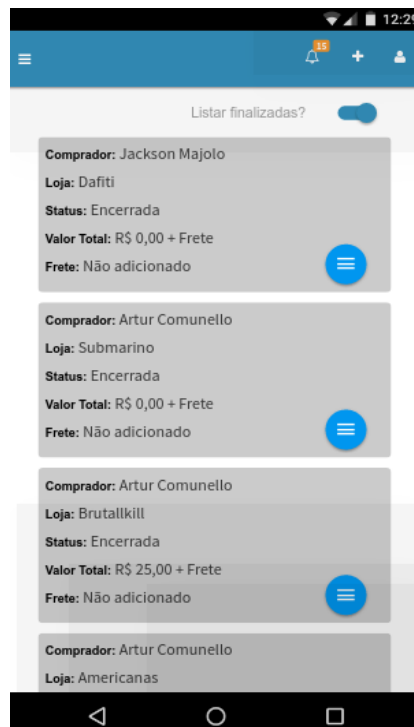 12:29
15
Listar finalizadas?
Comprador: Jackson Majolo
Loja: Dafiti
Status: Encerrada
Valor Total: R$ 0,00 + Frete
Frete: Não adicionado
Comprador: Artur Comunello
Loja: Submarino
Status: Encerrada
Valor Total: R$ 0,00 + Frete
Frete: Não adicionado
Comprador: Artur Comunello
Loja: Brutallkill
Status: Encerrada
Valor Total: R$ 25,00 + Frete
Frete: Não adicionado
Comprador: Artur Comunello
Loja: Americanas